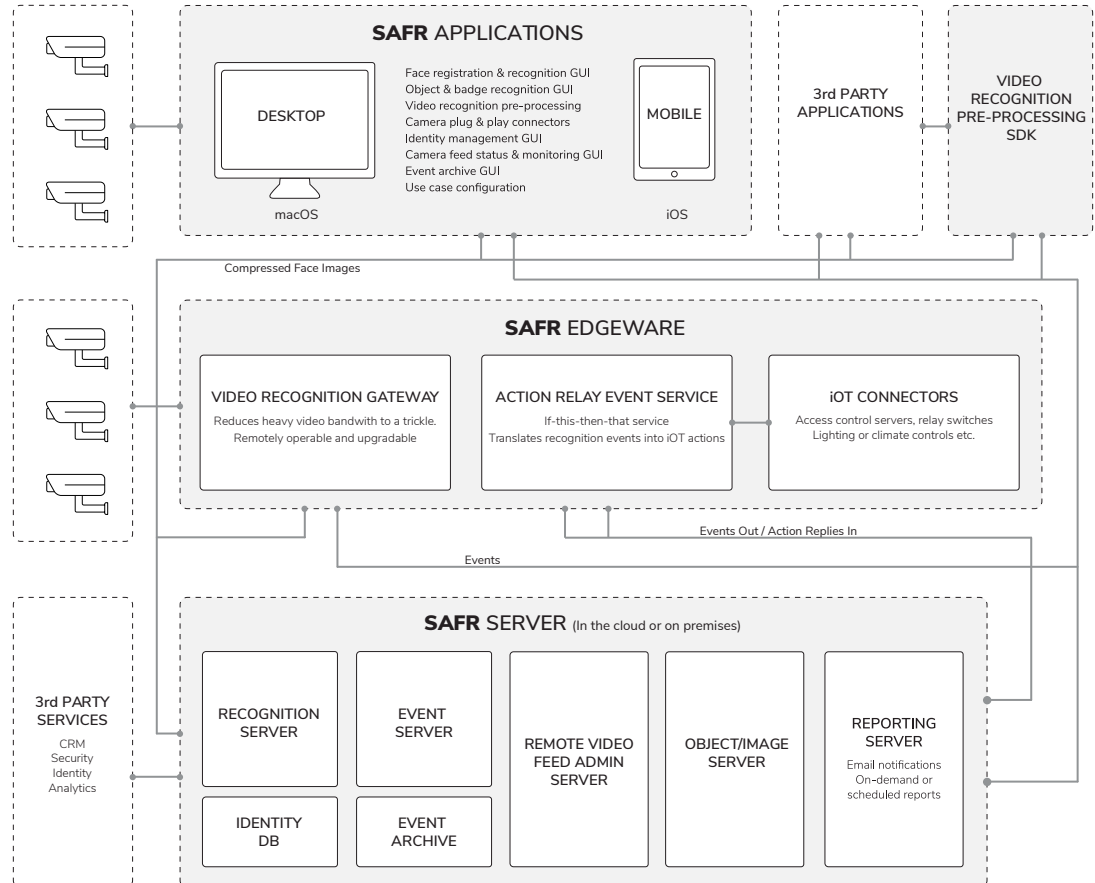 SAFR APPLICATIONS
DESKTOP
macOS
Face registration & recognition GUI
Object & badge recognition GUI
Video recognition pre-processing
Camera plug & play connectors
Identity management GUI
Camera feed status & monitoring GUI
Event archive GUI
Use case configuration
MOBILE
iOS
3rd PARTY
APPLICATIONS
VIDEO
RECOGNITION
PRE-PROCESSING
SDK
Compressed Face Images
SAFR EDGEWARE
VIDEO RECOGNITION GATEWAY
Reduces heavy video bandwith to a trickle.
Remotely operable and upgradable
ACTION RELAY EVENT SERVICE
If-this-then-that service
Translates recognition events into iOT actions
iOT CONNECTORS
Access control servers, relay switches
Lighting or climate controls etc.
Events Out / Action Replies In
Events
3rd PARTY
SERVICES
CRM
Security
Identity
Analytics
SAFR SERVER (In the cloud or on premises)
RECOGNITION
SERVER
IDENTITY
DB
EVENT
SERVER
EVENT
ARCHIVE
REMOTE VIDEO
FEED ADMIN
SERVER
OBJECT/IMAGE
SERVER
REPORTING
SERVER
Email notifications
On-demand or
scheduled reports